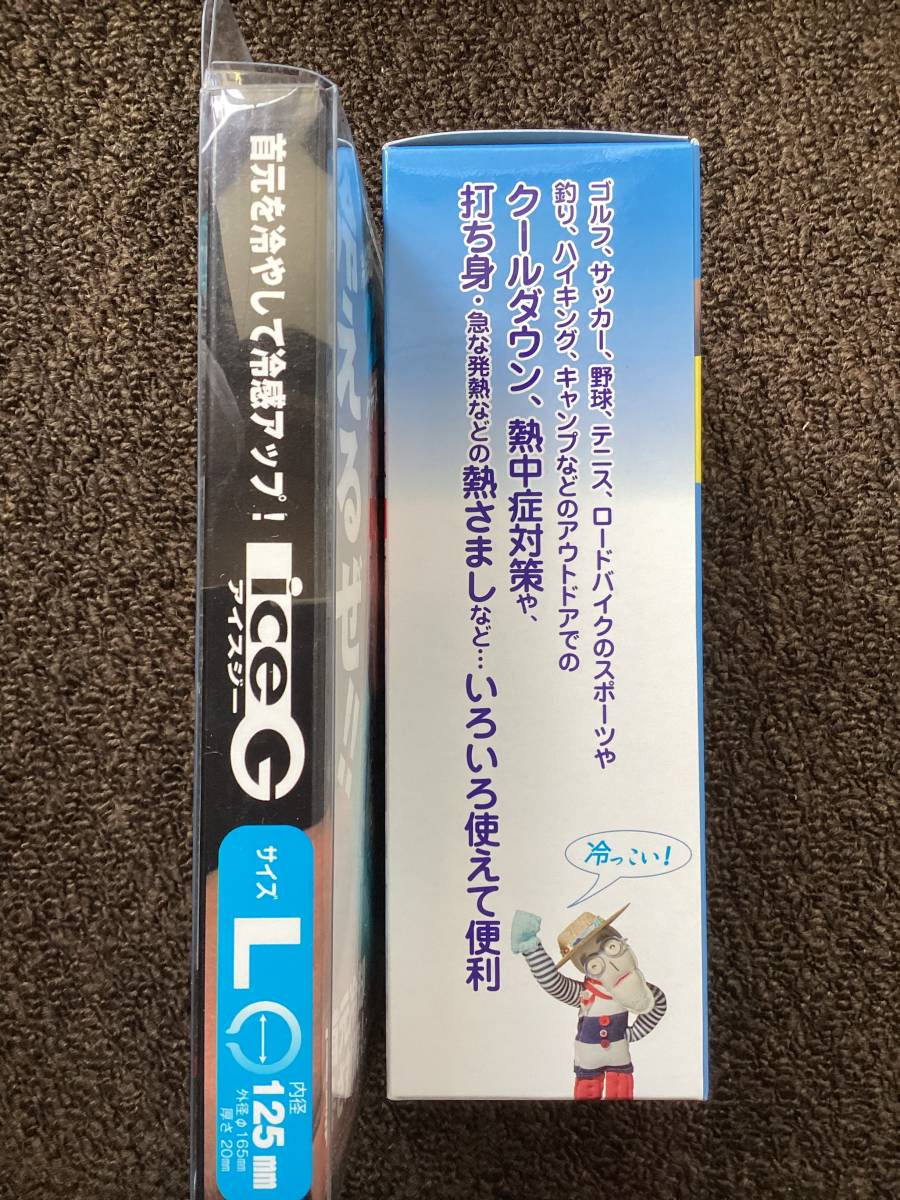 首元を冷やして冷感アップ!
iceG
アイスジー
サイズ
L
内径
125mm
外径φ165mm
厚さ 20mm
ゴルフ、サッカー、野球、テニス、ロードバイクのスポーツや
釣り、ハイキング、キャンプなどのアウトドアでの
クールダウン、熱中症対策や、
打ち身・急な発熱などの熱さましなど…いろいろ使えて便利
冷っこい!